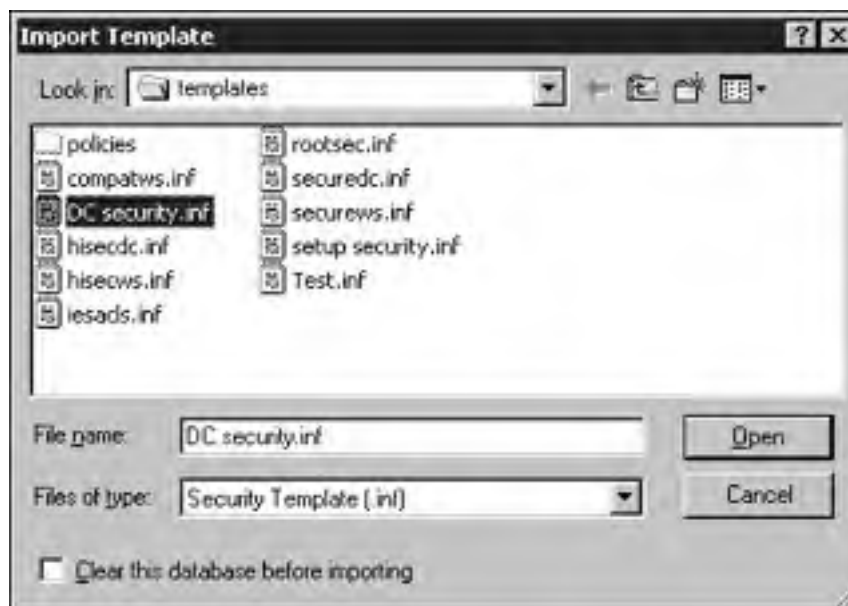 Import Template
Look in: templates
policies
compatws.inf
DC security.inf
hisecdc.inf
hisecws.inf
iesacls.inf
rootsec.inf
securedc.inf
securews.inf
setup security.inf
Test.inf
File name: DC security.inf
Open
Files of type: Security Template (.inf)
Cancel
Clear this database before importing